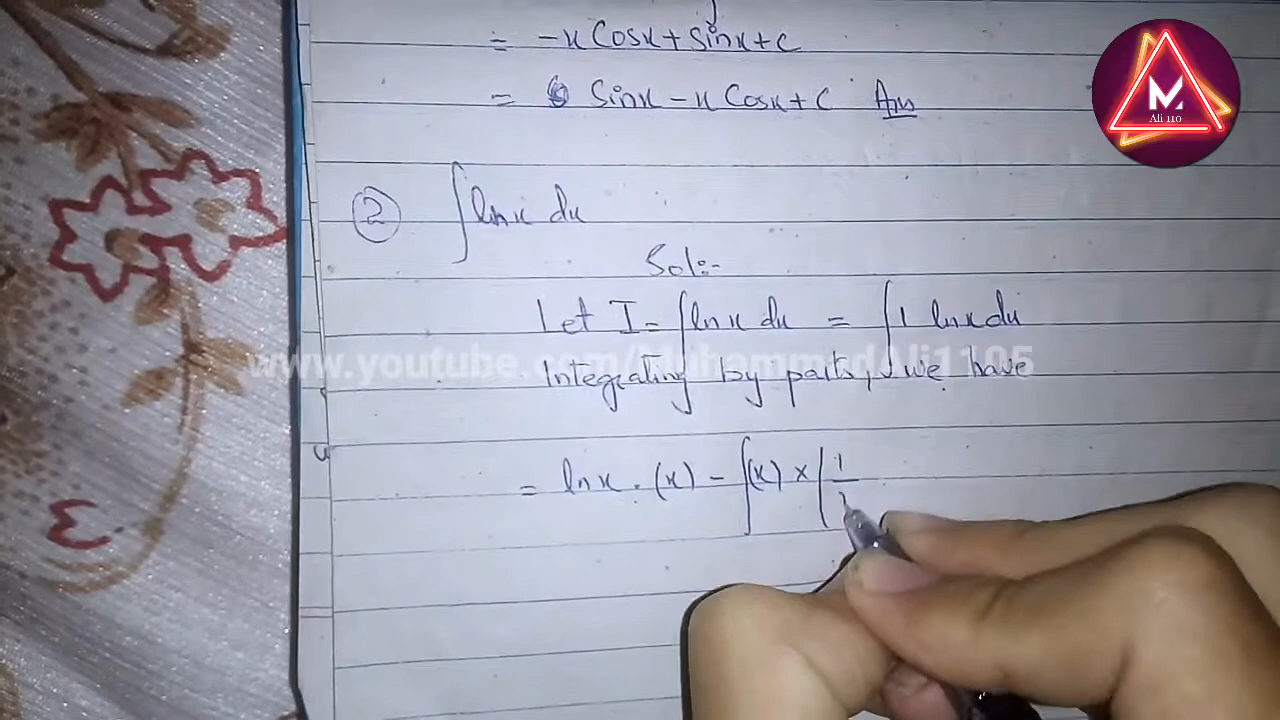 = -x Cosx + Sinx + c
= Sinx - x Cosx + c Ans
M
Ali 110
② ∫ lnx dx
Sol:-
Let I = ∫ lnx dx = ∫ 1 lnx dx
www.youtube.com/MuhammadAli1105
Integrating by parts, we have
= lnx . (x) - ∫ (x) × ( 1